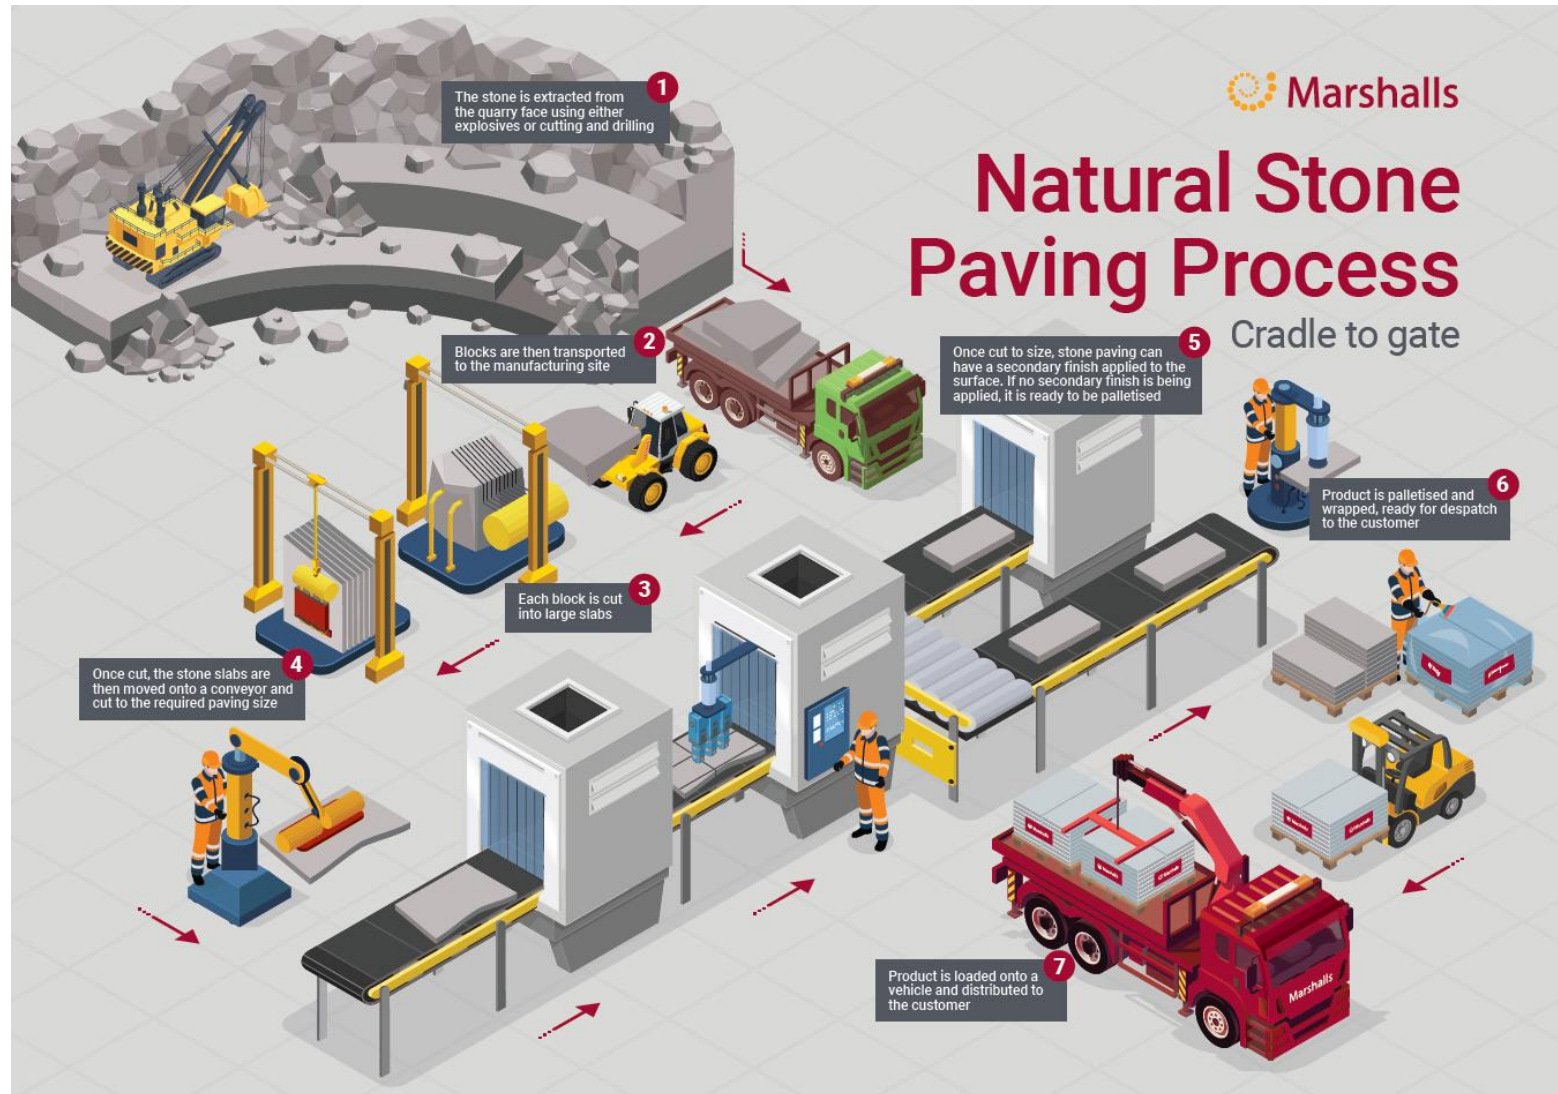 Marshalls
Natural Stone
Paving Process
Cradle to gate
1
The stone is extracted from
the quarry face using either
explosives or cutting and drilling
2
Blocks are then transported
to the manufacturing site
3
Each block is cut
into large slabs
4
Once cut, the stone slabs are
then moved onto a conveyor and
cut to the required paving size
5
Once cut to size, stone paving can
have a secondary finish applied to the
surface. If no secondary finish is being
applied, it is ready to be palletised
6
Product is palletised and
wrapped, ready for despatch
to the customer
7
Product is loaded onto a
vehicle and distributed to
the customer
Marshalls
Marshalls
Marshalls
Marshalls
Marshalls